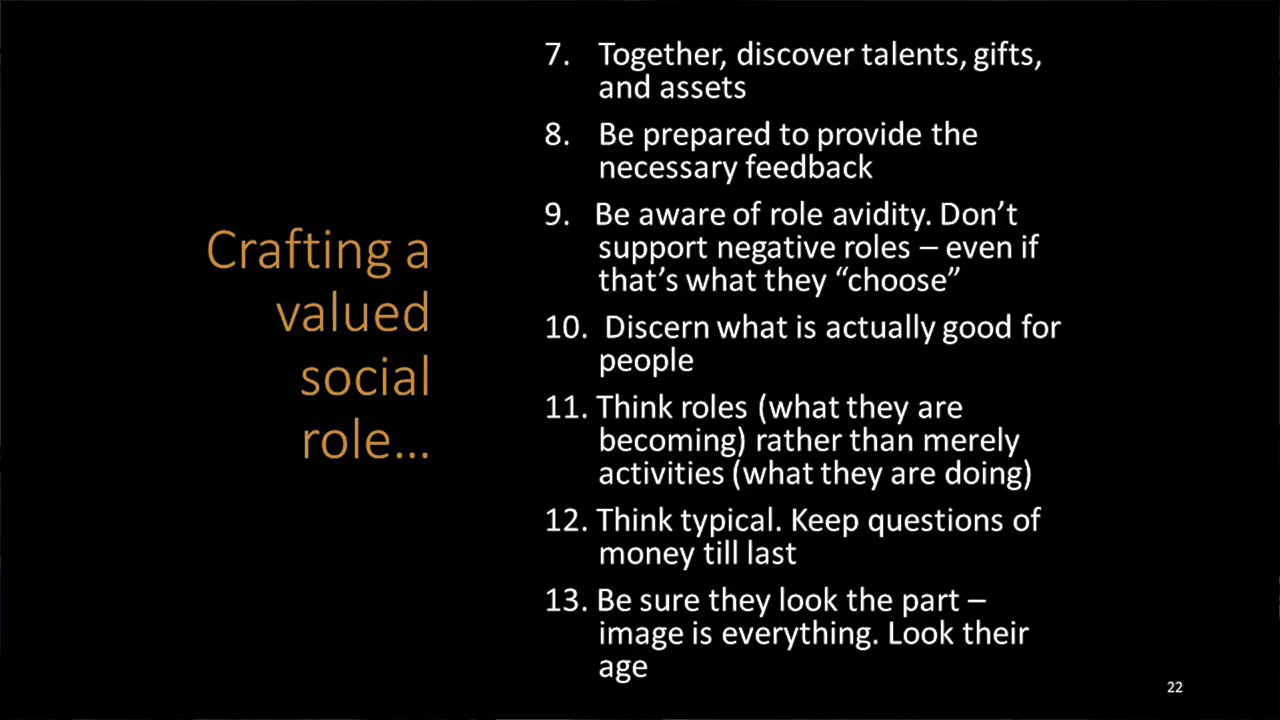 Crafting a
valued
social
role...
7. Together, discover talents, gifts,
and assets
8. Be prepared to provide the
necessary feedback
9. Be aware of role avidity. Don’t
support negative roles – even if
that’s what they “choose”
10. Discern what is actually good for
people
11. Think roles (what they are
becoming) rather than merely
activities (what they are doing)
12. Think typical. Keep questions of
money till last
13. Be sure they look the part –
image is everything. Look their
age
22